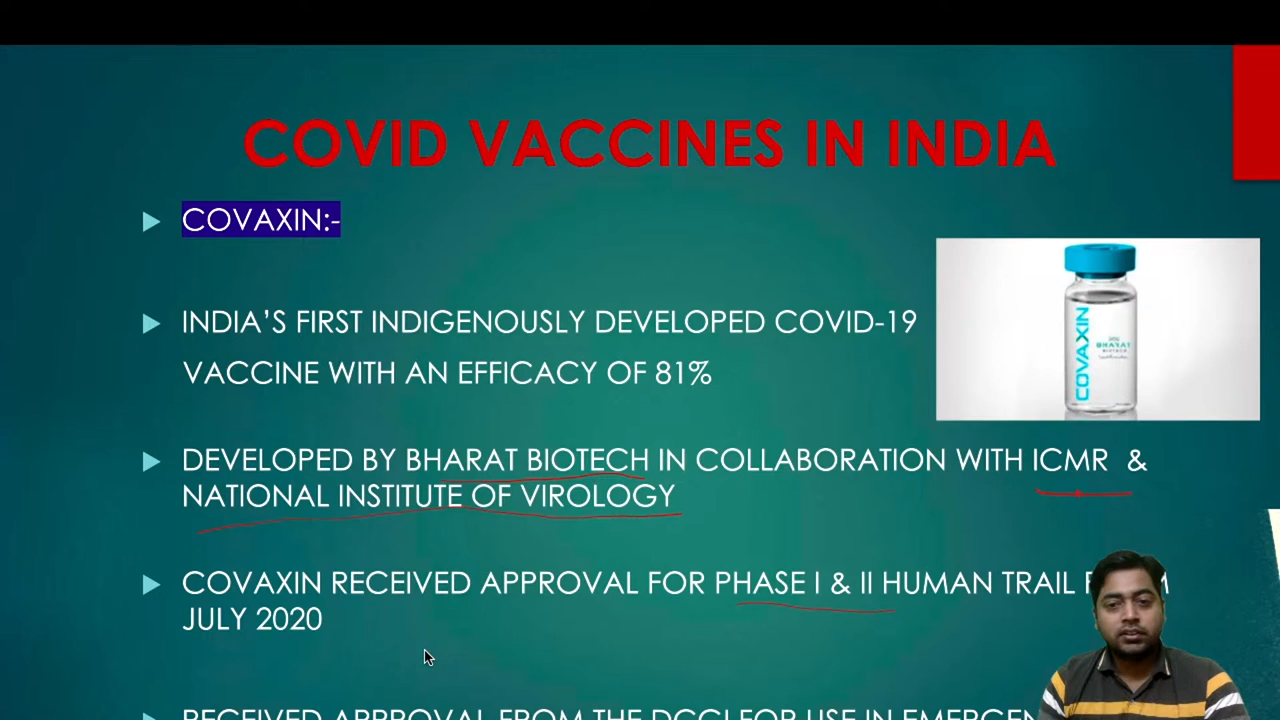 COVID VACCINES IN INDIA
COVAXIN:-
INDIA'S FIRST INDIGENOUSLY DEVELOPED COVID-19
VACCINE WITH AN EFFICACY OF 81%
COVAXIN
BHARAT
BIOTECH
DEVELOPED BY BHARAT BIOTECH IN COLLABORATION WITH ICMR &
NATIONAL INSTITUTE OF VIROLOGY
COVAXIN RECEIVED APPROVAL FOR PHASE I & II HUMAN TRAIL
JULY 2020
RECEIVED APPROVAL FROM THE DCGI FOR USE IN